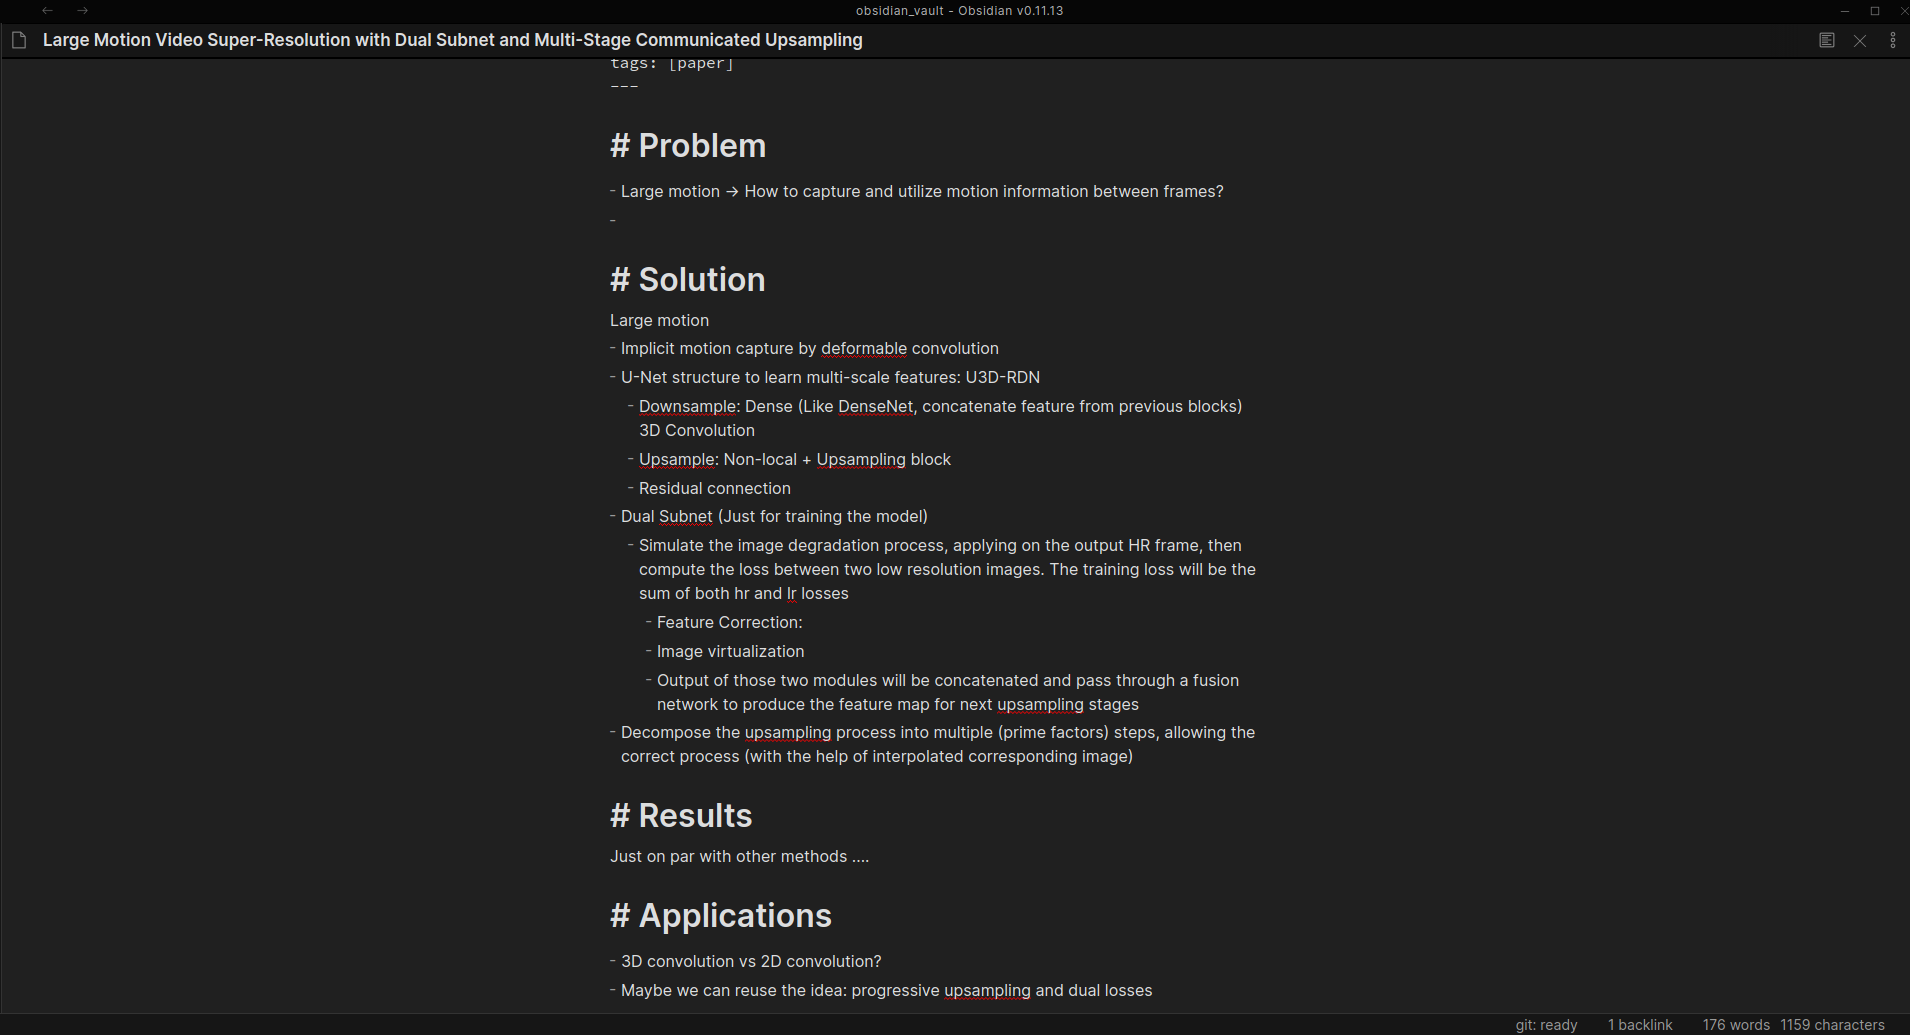 obsidian_vault - Obsidian v0.11.13
Large Motion Video Super-Resolution with Dual Subnet and Multi-Stage Communicated Upsampling
tags: [paper]
---
# Problem
- Large motion → How to capture and utilize motion information between frames?
-
# Solution
Large motion
- Implicit motion capture by deformable convolution
- U-Net structure to learn multi-scale features: U3D-RDN
- Downsample: Dense (Like DenseNet, concatenate feature from previous blocks)
3D Convolution
- Upsample: Non-local + Upsampling block
- Residual connection
- Dual Subnet (Just for training the model)
- Simulate the image degradation process, applying on the output HR frame, then
compute the loss between two low resolution images. The training loss will be the
sum of both hr and lr losses
- Feature Correction:
- Image virtualization
- Output of those two modules will be concatenated and pass through a fusion
network to produce the feature map for next upsampling stages
- Decompose the upsampling process into multiple (prime factors) steps, allowing the
correct process (with the help of interpolated corresponding image)
# Results
Just on par with other methods ....
# Applications
- 3D convolution vs 2D convolution?
- Maybe we can reuse the idea: progressive upsampling and dual losses
git: ready 1 backlink 176 words 1159 characters